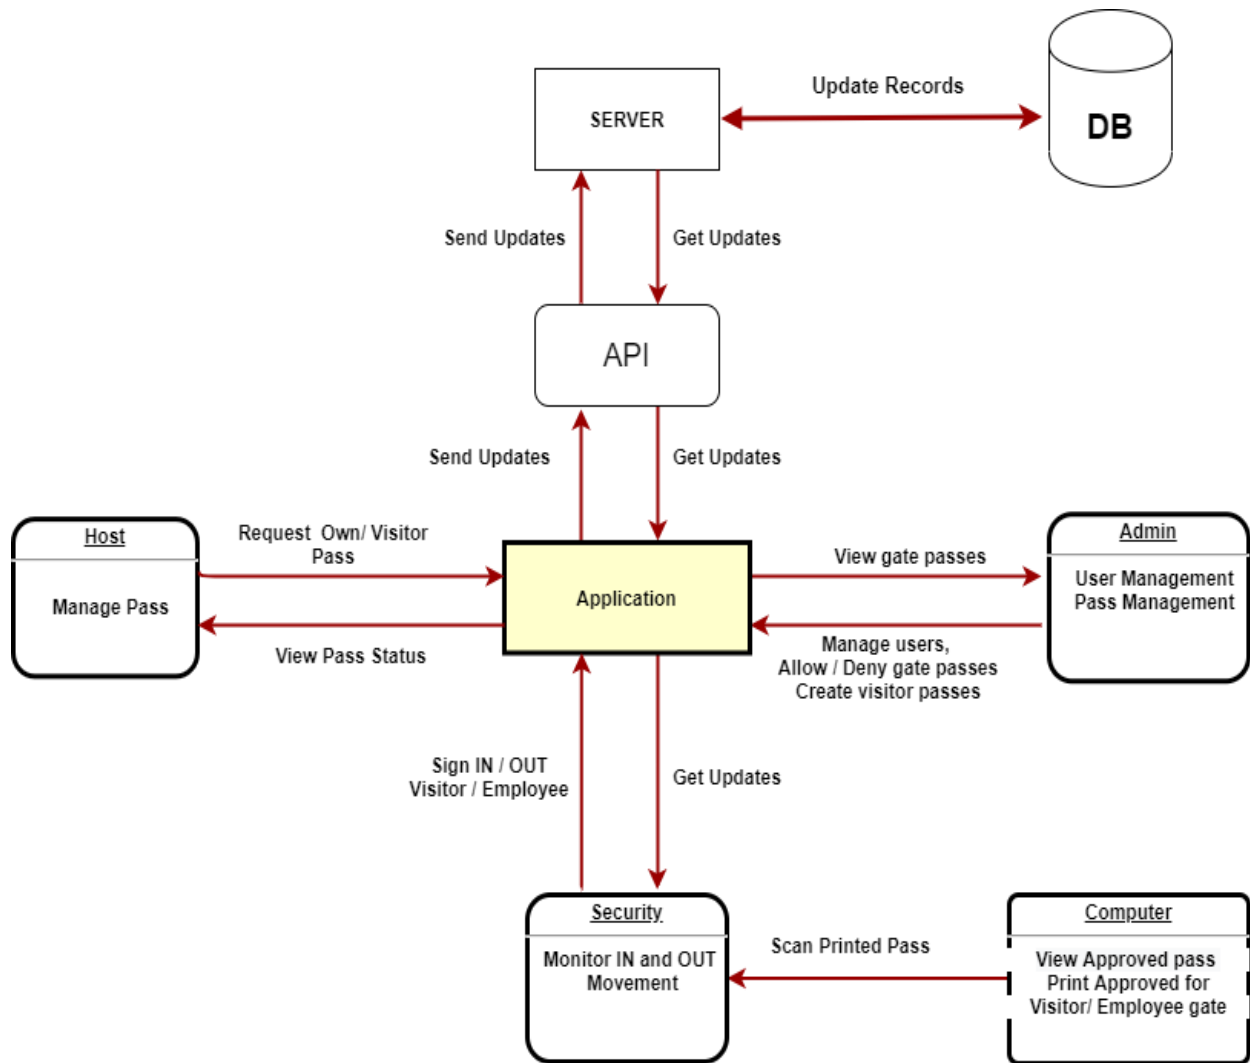 Update Records
SERVER
DB
Send Updates
Get Updates
API
Send Updates
Get Updates
Host
Manage Pass
Request Own/ Visitor
Pass
View Pass Status
Application
View gate passes
Manage users,
Allow / Deny gate passes
Create visitor passes
Admin
User Management
Pass Management
Sign IN / OUT
Visitor / Employee
Get Updates
Security
Monitor IN and OUT
Movement
Scan Printed Pass
Computer
View Approved pass
Print Approved for
Visitor/ Employee gate